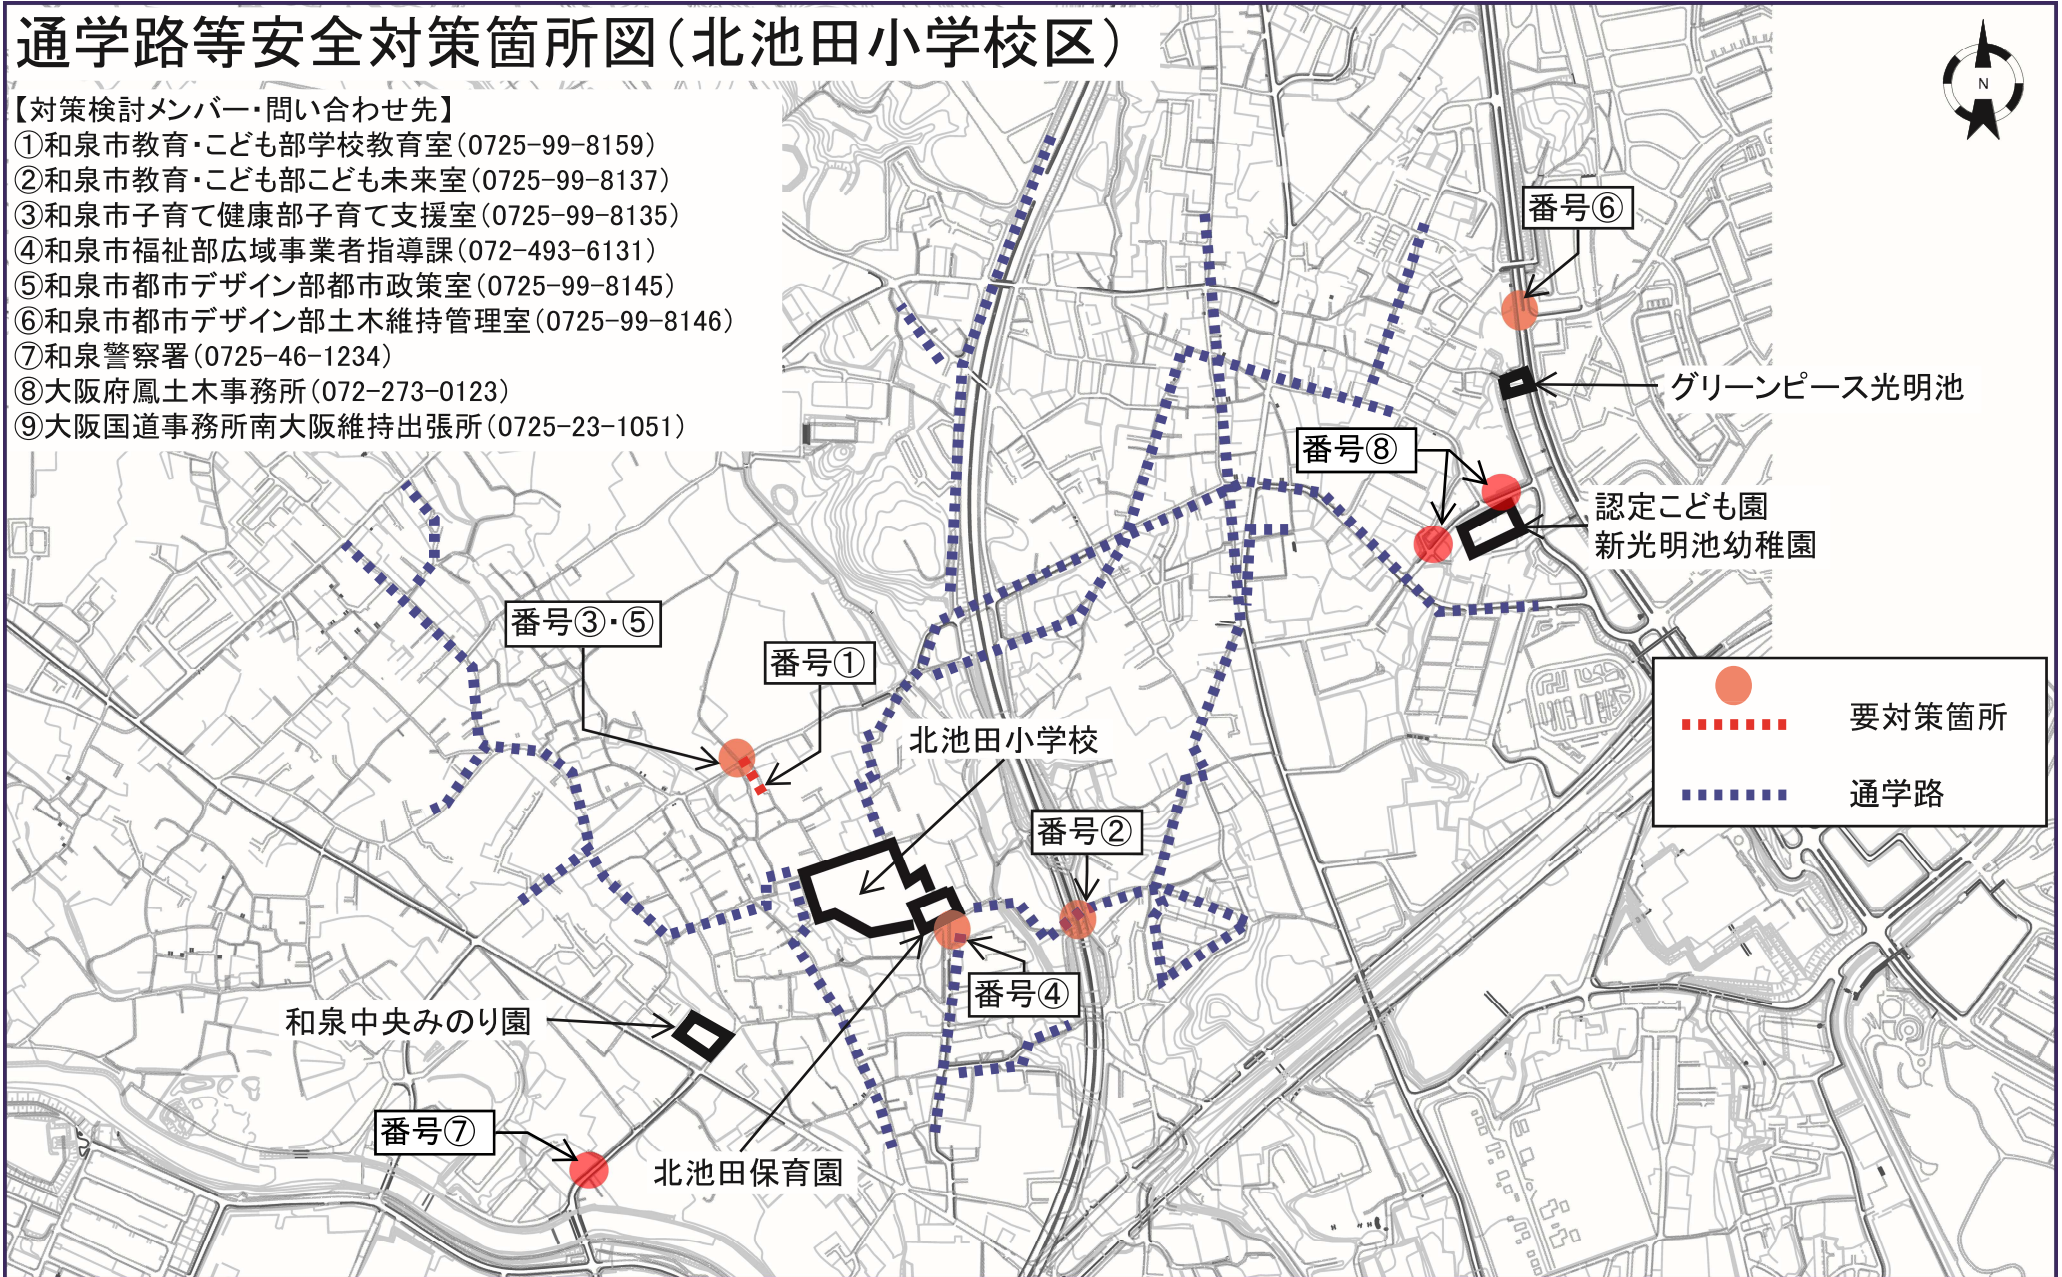 通学路等安全対策箇所図（北池田小学校区）
【対策検討メンバー・問い合わせ先】
①和泉市教育・こども部学校教育室（0725-99-8159）
②和泉市教育・こども部こども未来室（0725-99-8137）
③和泉市子育て健康部子育て支援室（0725-99-8135）
④和泉市福祉部広域事業者指導課（072-493-6131）
⑤和泉市都市デザイン部都市政策室（0725-99-8145）
⑥和泉市都市デザイン部土木維持管理室（0725-99-8146）
⑦和泉警察署（0725-46-1234）
⑧大阪府鳳土木事務所（072-273-0123）
⑨大阪国道事務所南大阪維持出張所（0725-23-1051）
N
番号⑥
グリーンピース光明池
番号⑧
認定こども園
新光明池幼稚園
番号③・⑤
番号①
北池田小学校
要対策箇所
通学路
番号②
番号④
和泉中央みのり園
番号⑦
北池田保育園